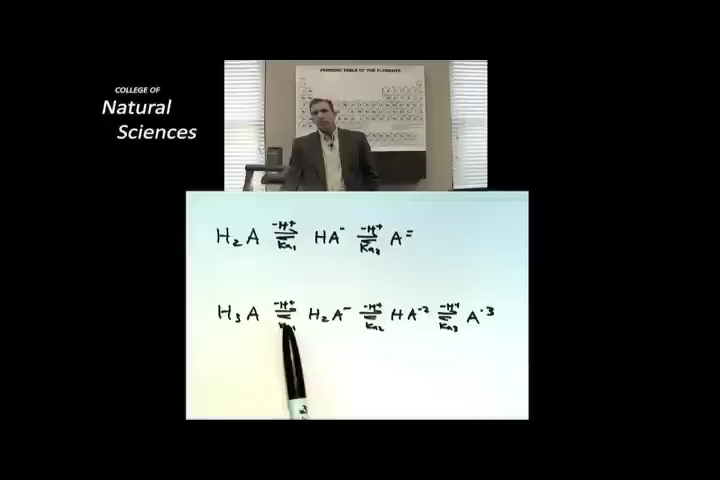 PERIODIC TABLE OF THE ELEMENTS
COLLEGE OF
Natural
Sciences
H₂A -H⁺ ⇌ Ka₁ HA⁻ -H⁺ ⇌ Ka₂ A⁼
H₃A -H⁺ ⇌ Ka₁ H₂A⁻ -H⁺ ⇌ Ka₂ HA⁻² -H⁺ ⇌ Ka₃ A⁻³